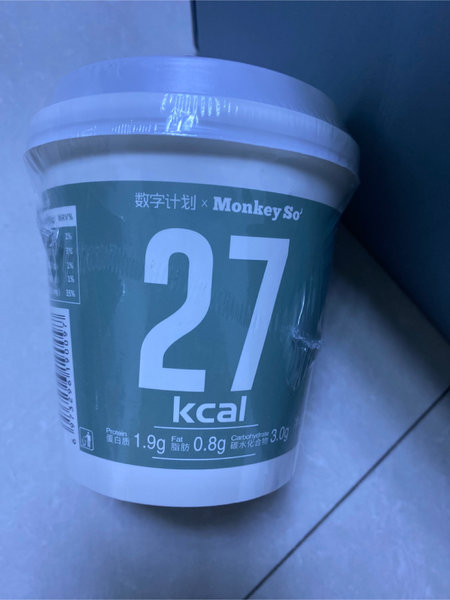 数字计划 × Monkey So
27
kcal
Protein 蛋白质 1.9g Fat 脂肪 0.8g Carbohydrate 碳水化合物 3.0g
NRV%